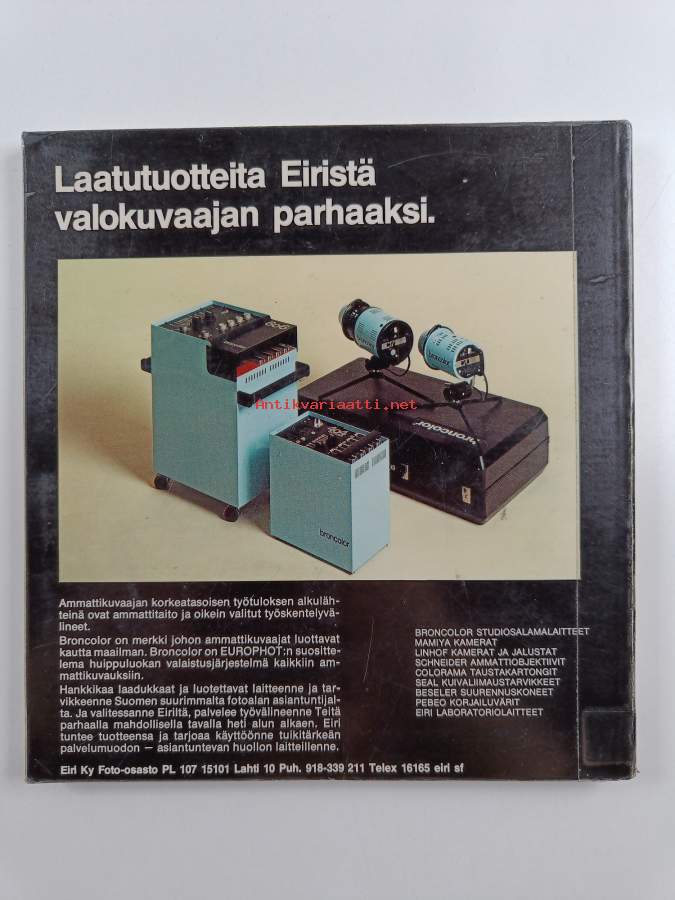 Laatutuotteita Eiristä
valokuvaajan parhaaksi.
606
Antikvariaatti.net
broncolor
broncolor
404
broncolor
Ammattikuvaajan korkeatasoisen työtuloksen alkuläh-
teinä ovat ammattitaito ja oikein valitut työskentelyvä-
lineet.
Broncolor on merkki johon ammattikuvaajat luottavat
kautta maailman. Broncolor on EUROPHOT:n suositte-
lema huippuluokan valaistusjärjestelmä kaikkiin am-
mattikuvauksiin.
Hankkikaa laadukkaat ja luotettavat laitteenne ja tar-
vikkeenne Suomen suurimmalta fotoalan asiantuntijal-
ta. Ja valitessanne Eiriltä, palvelee työvälineenne Teitä
parhaalla mahdollisella tavalla heti alun alkaen. Eiri
tuntee tuotteensa ja tarjoaa käyttöönne tuikitärkeän
palvelumuodon — asiantuntevan huollon laitteillenne.
BRONCOLOR STUDIOSALAMALAITTEET
MAMIYA KAMERAT
LINHOF KAMERAT JA JALUSTAT
SCHNEIDER AMMATTIOBJEKTIIVIT
COLORAMA TAUSTAKARTONGIT
SEAL KUIVALIIMAUSTARVIKKEET
BESELER SUURENNUSKONEET
PEBEO KORJAILUVÄRIT
EIRI LABORATORIOLAITTEET
Eiri Ky Foto-osasto PL 107 15101 Lahti 10 Puh. 918-339 211 Telex 16165 eiri sf